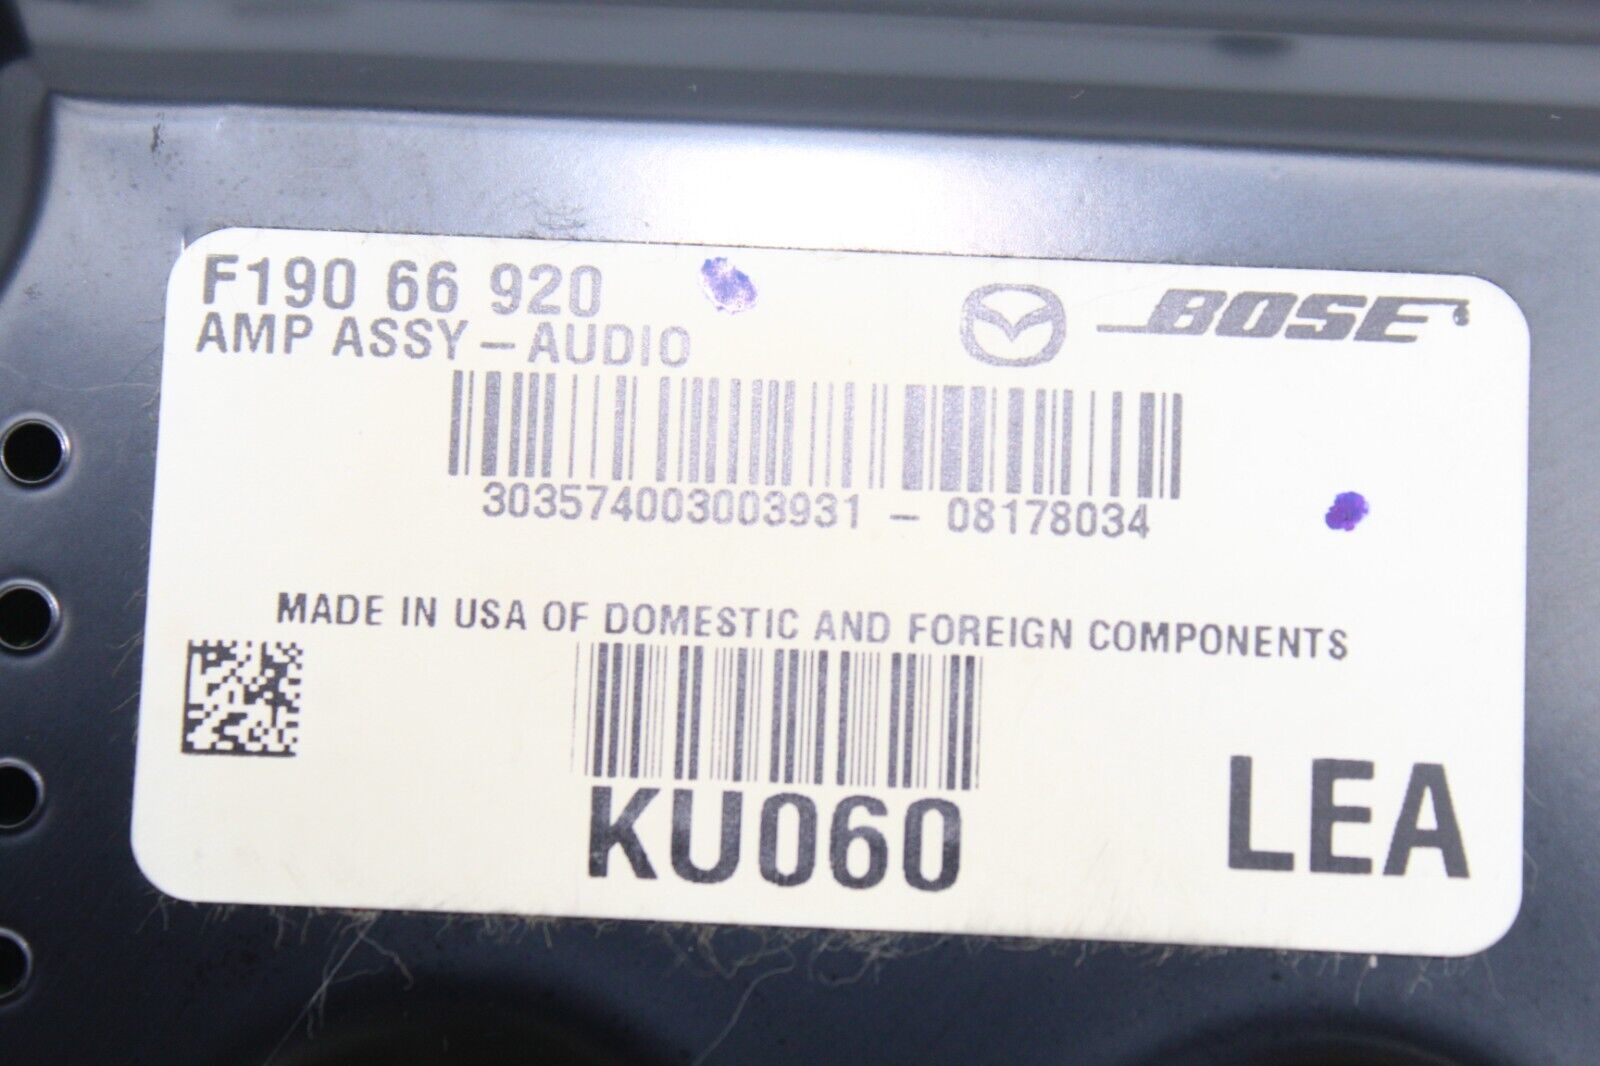 F190 66 920
AMP ASSY-AUDIO
BOSE
303574003003931 - 08178034
MADE IN USA OF DOMESTIC AND FOREIGN COMPONENTS
KU060
LEA